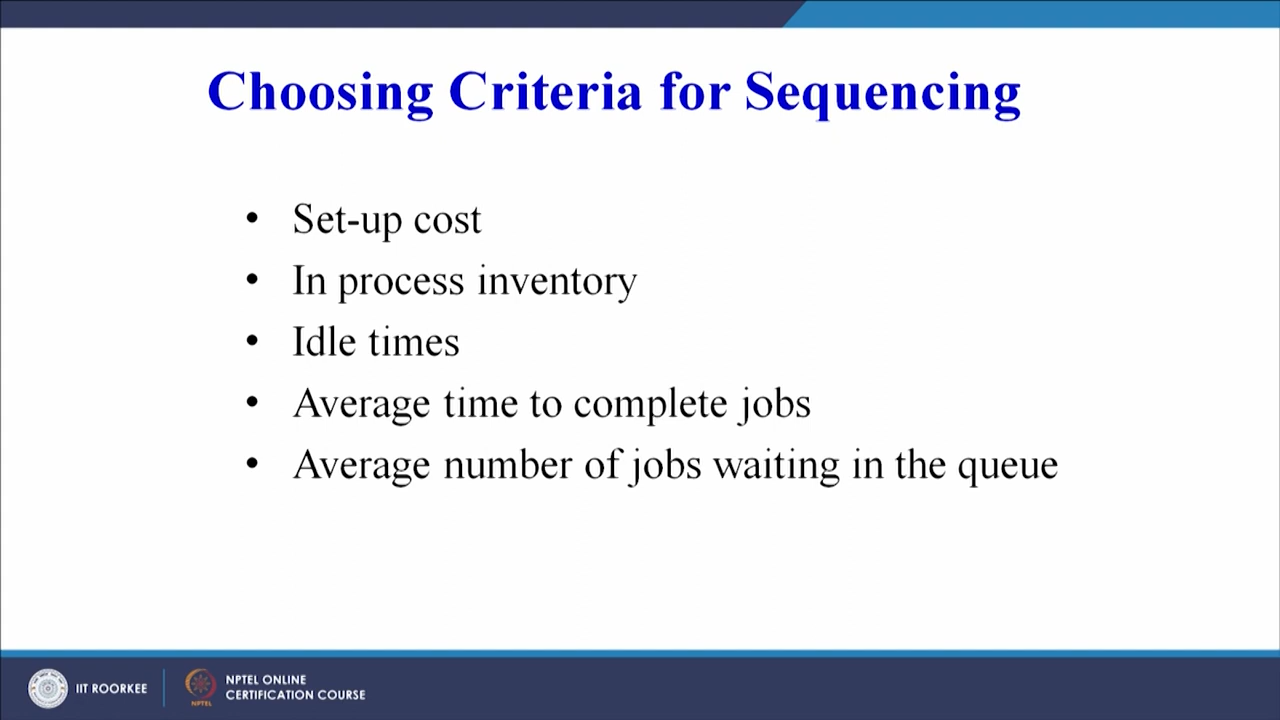 Choosing Criteria for Sequencing
• Set-up cost
• In process inventory
• Idle times
• Average time to complete jobs
• Average number of jobs waiting in the queue
IIT ROORKEE
NPTEL
NPTEL ONLINE
CERTIFICATION COURSE